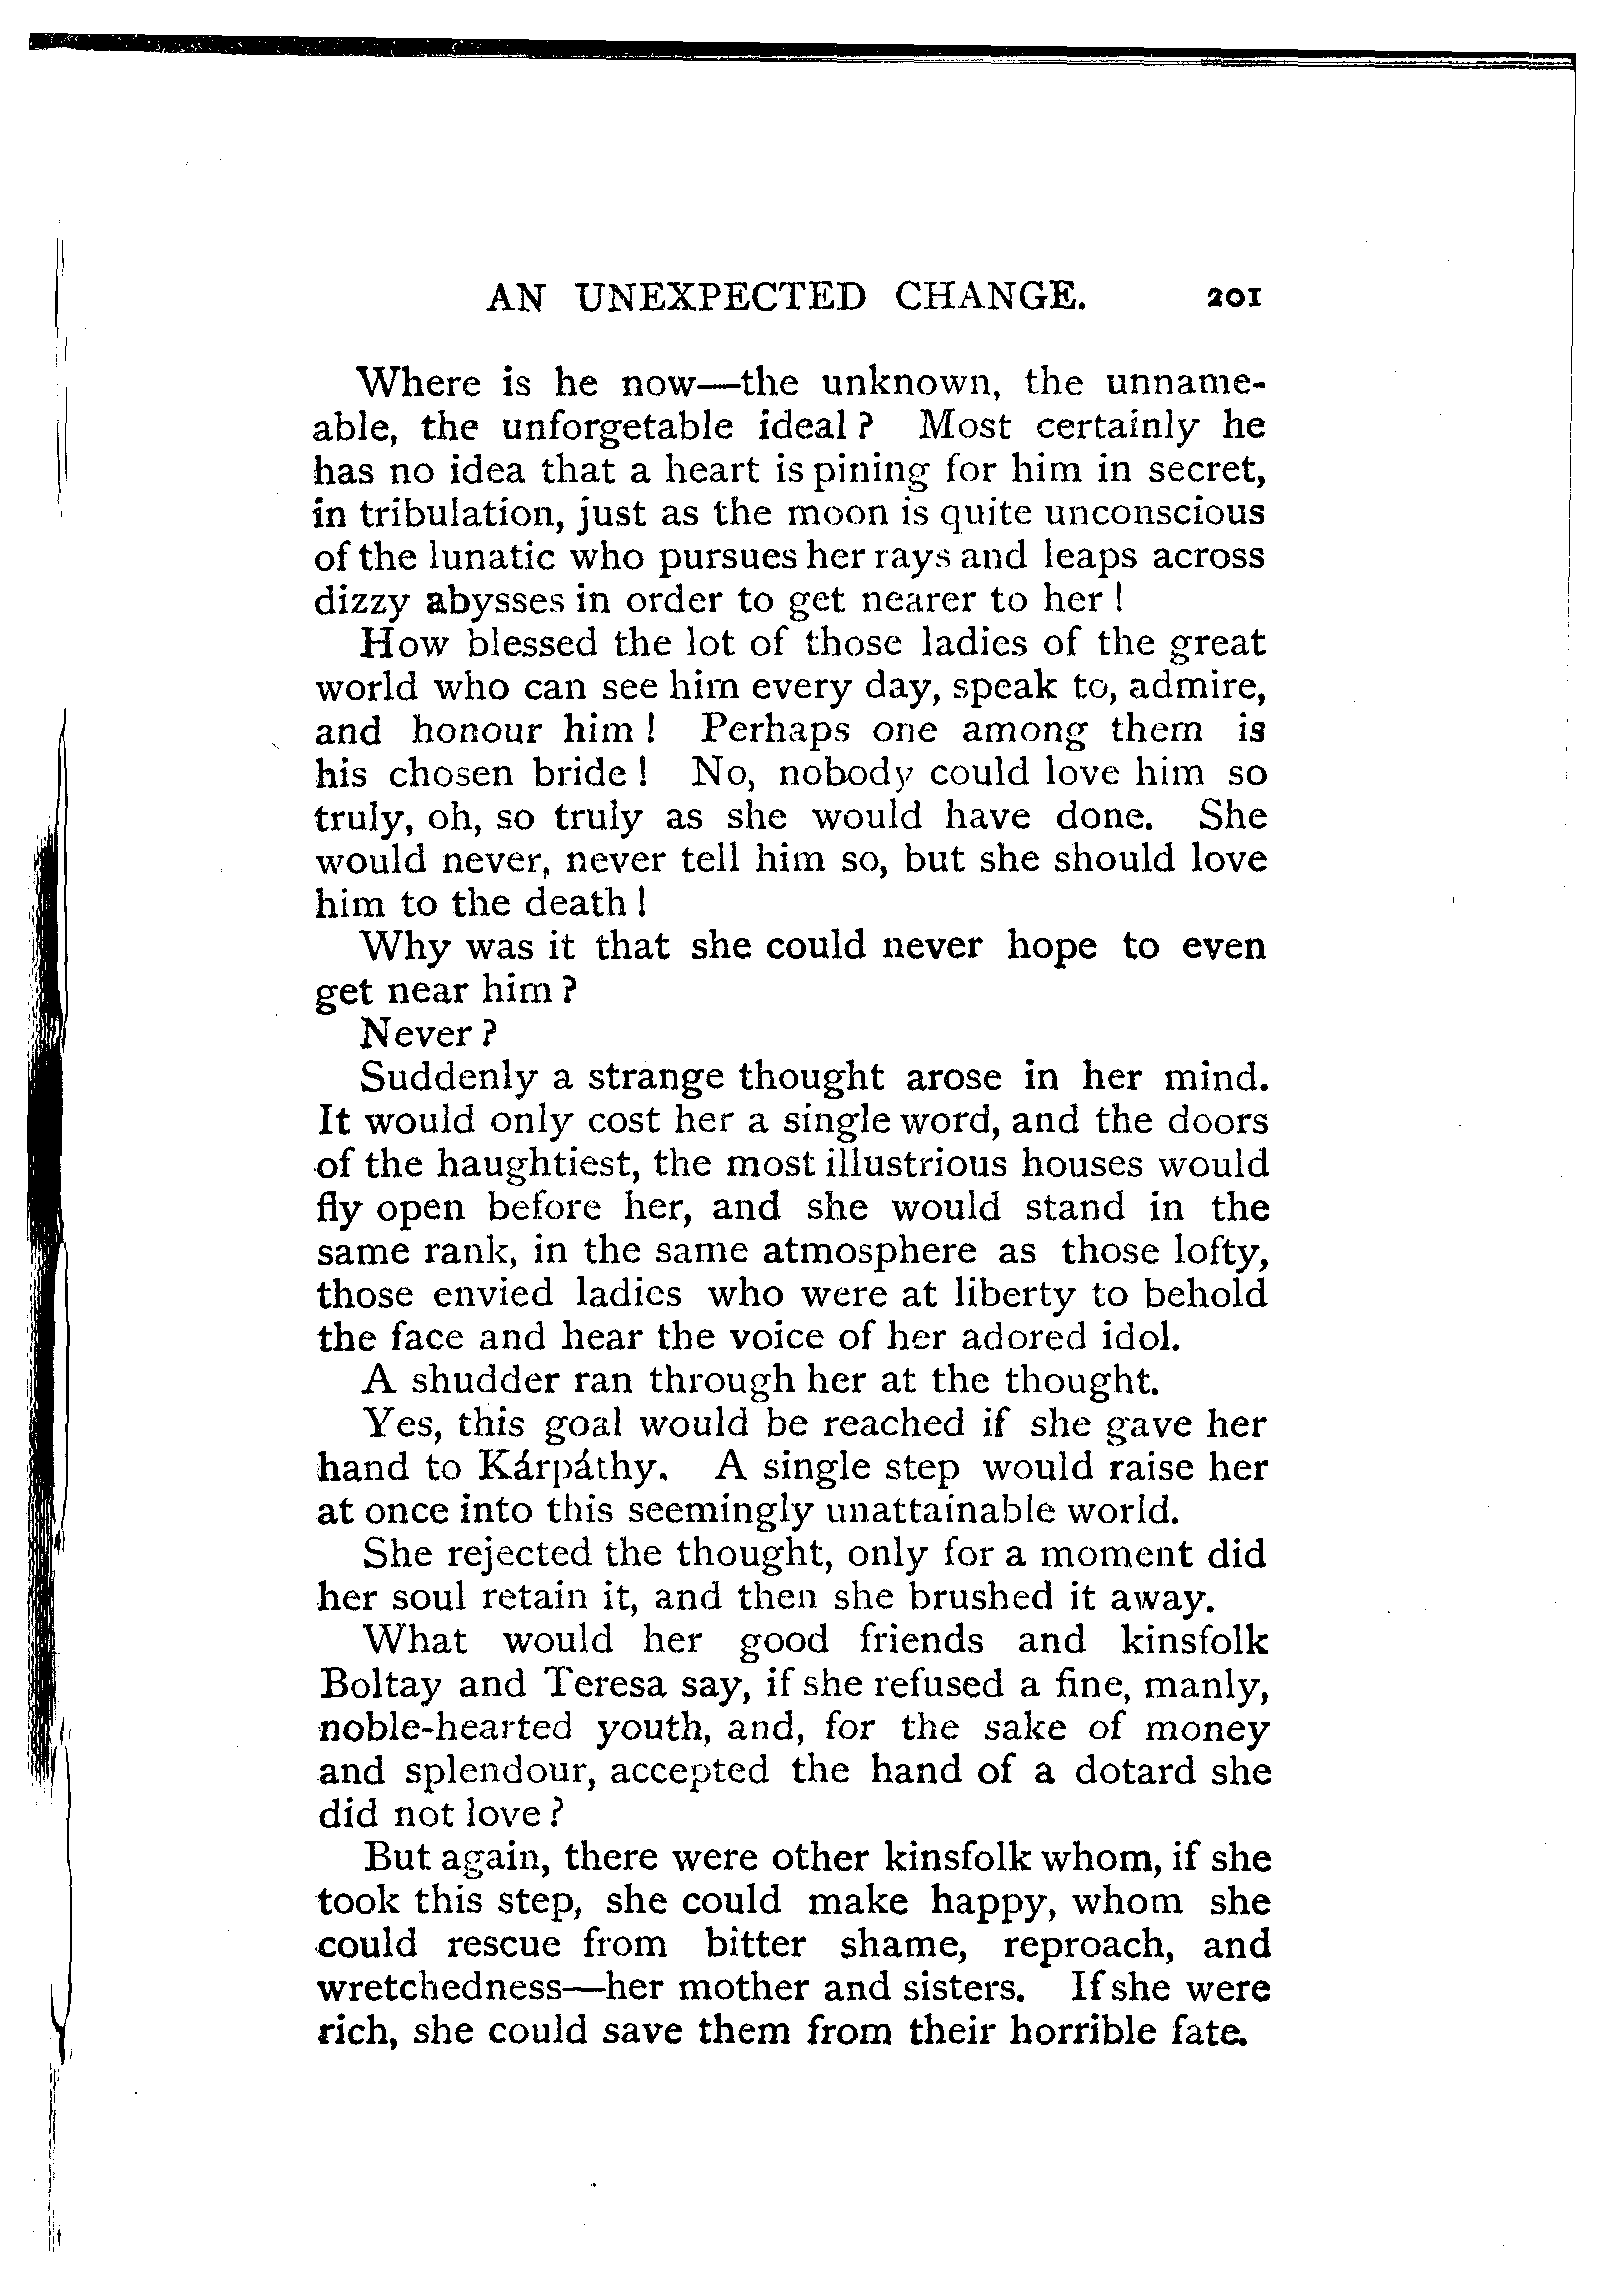 AN UNEXPECTED CHANGE. 201
Where is he now—the unknown, the unname-
able, the unforgetable ideal? Most certainly he
has no idea that a heart is pining for him in secret,
in tribulation, just as the moon is quite unconscious
of the lunatic who pursues her rays and leaps across
dizzy abysses in order to get nearer to her!
How blessed the lot of those ladies of the great
world who can see him every day, speak to, admire,
and honour him! Perhaps one among them is
his chosen bride! No, nobody could love him so
truly, oh, so truly as she would have done. She
would never, never tell him so, but she should love
him to the death!
Why was it that she could never hope to even
get near him?
Never?
Suddenly a strange thought arose in her mind.
It would only cost her a single word, and the doors
of the haughtiest, the most illustrious houses would
fly open before her, and she would stand in the
same rank, in the same atmosphere as those lofty,
those envied ladies who were at liberty to behold
the face and hear the voice of her adored idol.
A shudder ran through her at the thought.
Yes, this goal would be reached if she gave her
hand to Kárpáthy. A single step would raise her
at once into this seemingly unattainable world.
She rejected the thought, only for a moment did
her soul retain it, and then she brushed it away.
What would her good friends and kinsfolk
Boltay and Teresa say, if she refused a fine, manly,
noble-hearted youth, and, for the sake of money
and splendour, accepted the hand of a dotard she
did not love?
But again, there were other kinsfolk whom, if she
took this step, she could make happy, whom she
could rescue from bitter shame, reproach, and
wretchedness—her mother and sisters. If she were
rich, she could save them from their horrible fate.